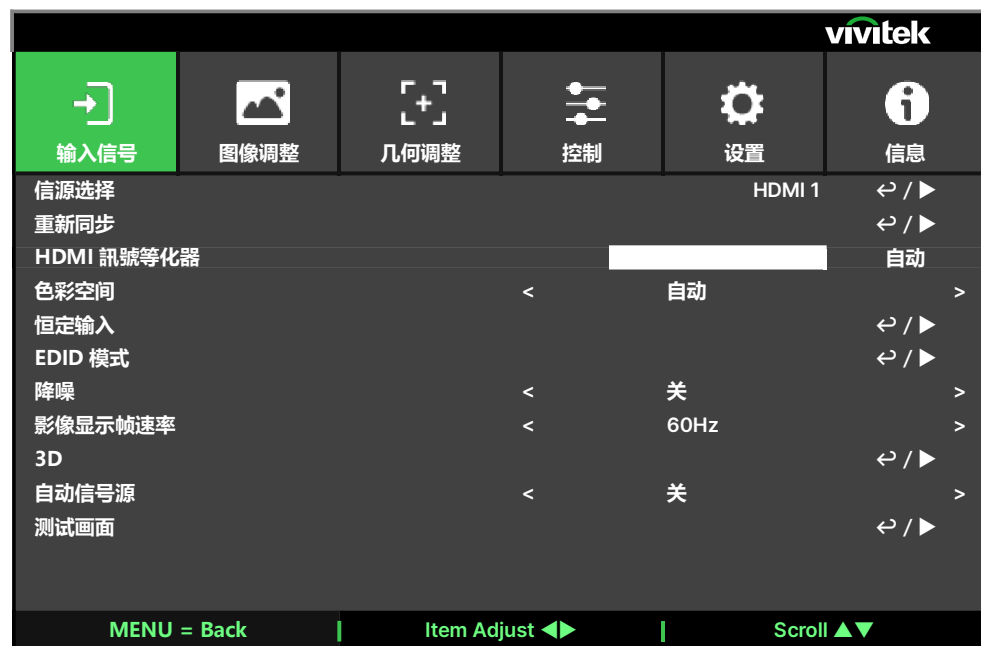 vivitek
输入信号 图像调整 几何调整 控制 设置 信息
信源选择 HDMI 1 /
重新同步 /
HDMI 訊號等化器 自动
色彩空间 < 自动 >
恒定输入 /
EDID 模式 /
降噪 < 关 >
影像显示帧速率 < 60Hz >
3D /
自动信号源 < 关 >
测试画面 /
MENU = Back | Item Adjust ◀▶ | Scroll ▲▼